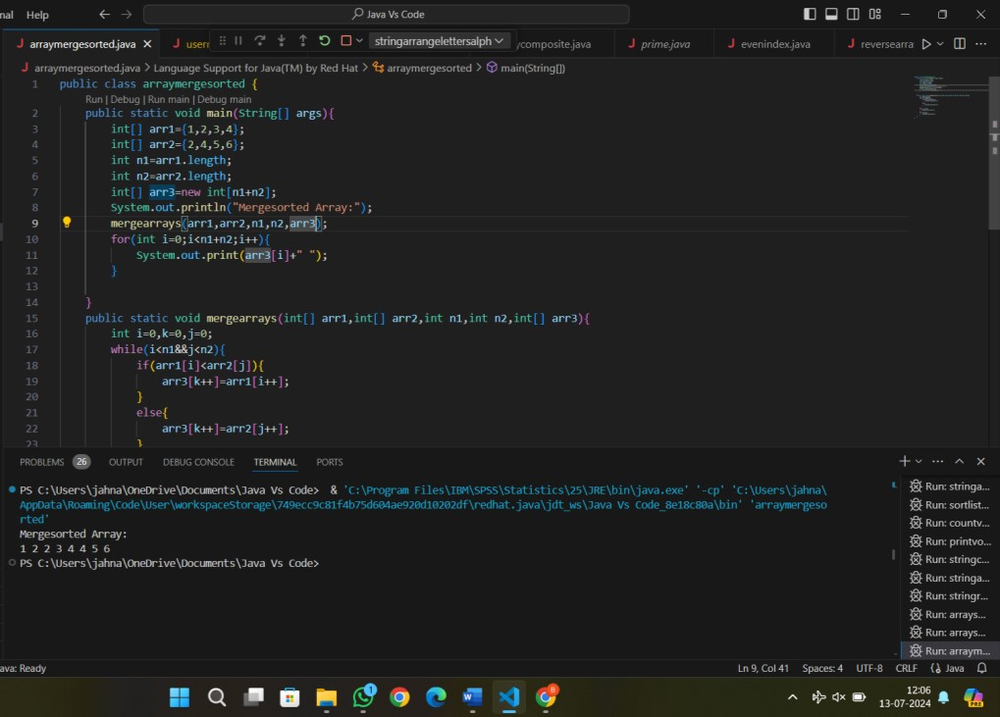 nal Help
Java Vs Code
arraymergesorted.java
usern
stringarrangelettersalph
ycomposite.java
prime.java
evenindex.java
reversearra
arraymergesorted.java > Language Support for Java(TM) by Red Hat > arraymergesorted > main(String[])
1 public class arraymergesorted {
Run | Debug | Run main | Debug main
2 public static void main(String[] args){
3 int[] arr1={1,2,3,4};
4 int[] arr2={2,4,5,6};
5 int n1=arr1.length;
6 int n2=arr2.length;
7 int[] arr3=new int[n1+n2];
8 System.out.println("Mergesorted Array:");
9 mergearrays(arr1,arr2,n1,n2,arr3);
10 for(int i=0;i<n1+n2;i++){
11 System.out.print(arr3[i]+" ");
12 }
13
14 }
15 public static void mergearrays(int[] arr1,int[] arr2,int n1,int n2,int[] arr3){
16 int i=0,k=0,j=0;
17 while(i<n1&&j<n2){
18 if(arr1[i]<arr2[j]){
19 arr3[k++]=arr1[i++];
20 }
21 else{
22 arr3[k++]=arr2[j++];
23 }
PROBLEMS 26 OUTPUT DEBUG CONSOLE TERMINAL PORTS
PS C:\Users\jahna\OneDrive\Documents\Java Vs Code> & 'C:\Program Files\IBM\SPSS\Statistics\25\JRE\bin\java.exe' '-cp' 'C:\Users\jahna\
AppData\Roaming\Code\User\workspaceStorage\749ecc9c81f4b75d604ae920d10202df\redhat.java\jdt_ws\Java Vs Code_8e18c80a\bin' 'arraymergeso
rted'
Mergesorted Array:
1 2 2 3 4 4 5 6
PS C:\Users\jahna\OneDrive\Documents\Java Vs Code>
Run: stringa...
Run: sortlist...
Run: countv...
Run: printvo...
Run: stringc...
Run: stringa...
Run: stringr...
Run: arrays...
Run: arrays...
Run: arraym...
ava: Ready
Ln 9, Col 41 Spaces: 4 UTF-8 CRLF {} Java
1
8
12:06
13-07-2024
PRE